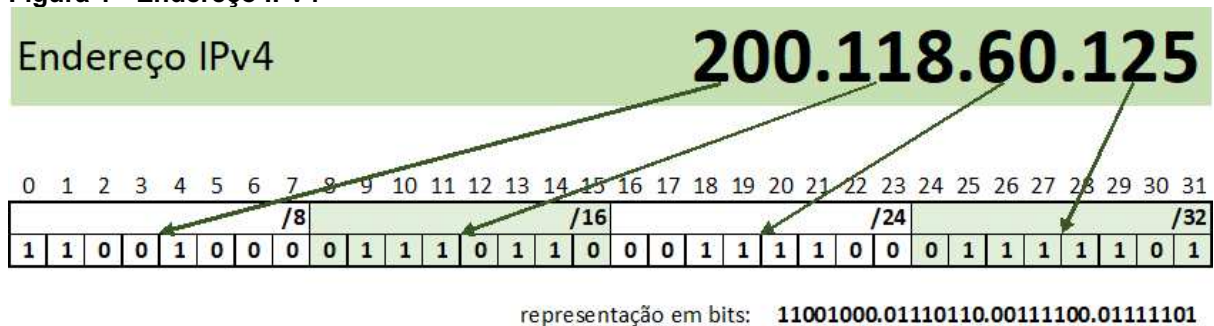 Endereço IPv4 200.118.60.125
0 1 2 3 4 5 6 7 8 9 10 11 12 13 14 15 16 17 18 19 20 21 22 23 24 25 26 27 28 29 30 31
/8 /16 /24 /32
1 1 0 0 1 0 0 0 0 1 1 1 0 1 1 0 0 0 1 1 1 1 0 0 0 1 1 1 1 1 0 1
representação em bits: 11001000.01110110.00111100.01111101